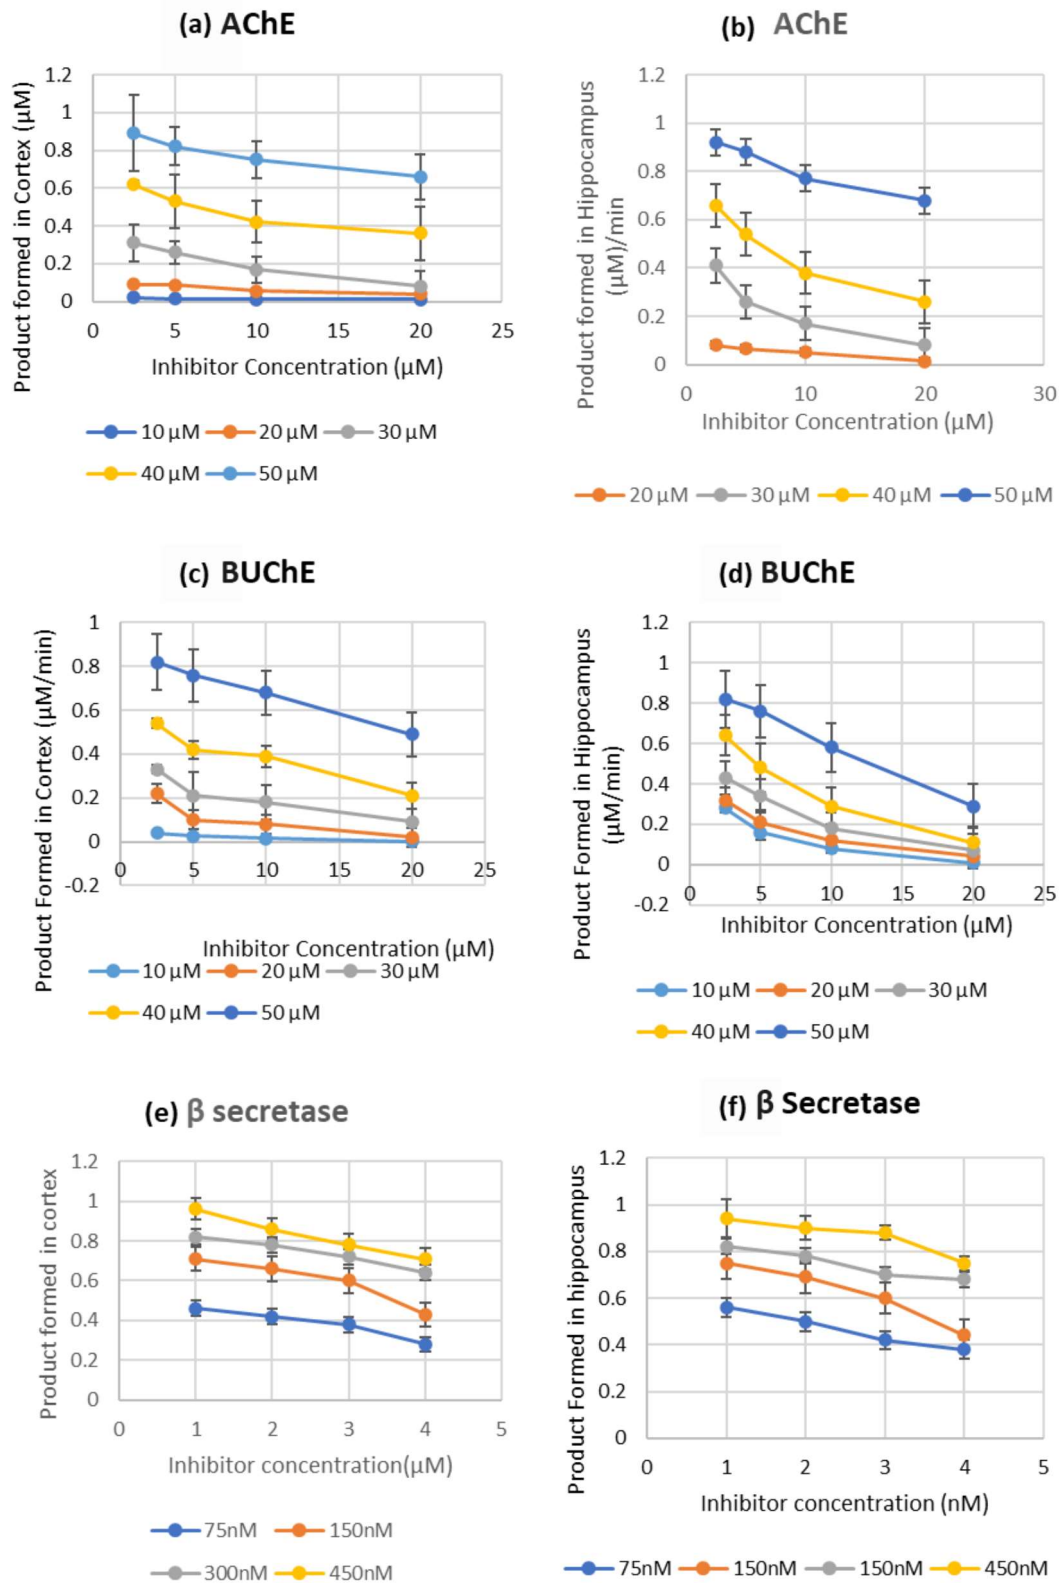 (a) AChE
Product formed in Cortex (µM)
1.2
1
0.8
0.6
0.4
0.2
0
0 5 10 15 20 25
Inhibitor Concentration (µM)
10 µM 20 µM 30 µM
40 µM 50 µM
(b) AChE
Product formed in Hippocampus
(µM)/min
1.2
1
0.8
0.6
0.4
0.2
0
0 10 20 30
Inhibitor Concentration (µM)
20 µM 30 µM 40 µM 50 µM
(c) BUChE
Product Formed in Cortex (µM/min)
1
0.8
0.6
0.4
0.2
0
-0.2
0 5 10 15 20 25
Inhibitor Concentration (µM)
10 µM 20 µM 30 µM
40 µM 50 µM
(d) BUChE
Product Formed in Hippocampus
(µM/min)
1.2
1
0.8
0.6
0.4
0.2
0
-0.2
0 5 10 15 20 25
Inhibitor Concentration (µM)
10 µM 20 µM 30 µM
40 µM 50 µM
(e) β secretase
Product formed in cortex
1.2
1
0.8
0.6
0.4
0.2
0
0 1 2 3 4 5
Inhibitor concentration(µM)
75nM 150nM
300nM 450nM
(f) β Secretase
Product Formed in hippocampus
1.2
1
0.8
0.6
0.4
0.2
0
0 1 2 3 4 5
Inhibitor concentration (nM)
75nM 150nM 150nM 450nM